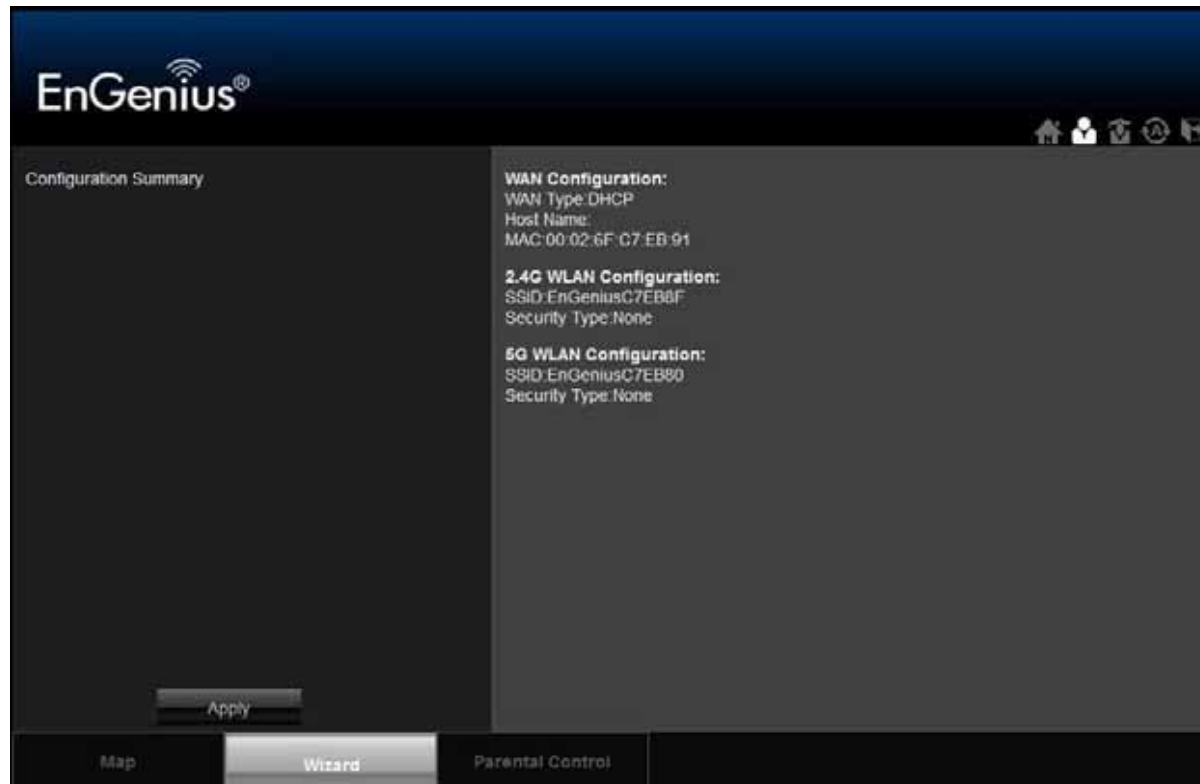 EnGenius®
Configuration Summary
WAN Configuration:
WAN Type:DHCP
Host Name:
MAC:00:02:6F:C7:EB:91
2.4G WLAN Configuration:
SSID:EnGeniusC7EB8F
Security Type:None
5G WLAN Configuration:
SSID:EnGeniusC7EB80
Security Type:None
Apply
Map
Wizard
Parental Control